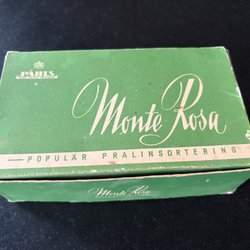 PÅHLS
Monte Rosa
POPULÄR PRALINSORTERING
Monte Rosa